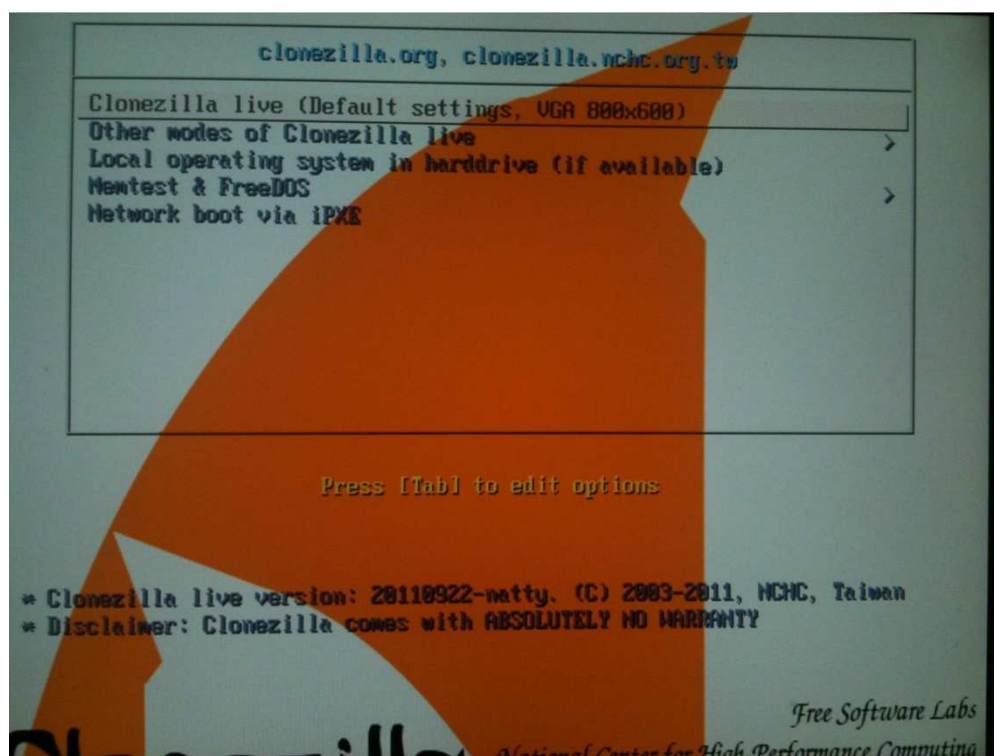 clonezilla.org, clonezilla.nchc.org.tw
Clonezilla live (Default settings, VGA 800x600)
Other modes of Clonezilla live >
Local operating system in harddrive (if available)
Memtest & FreeDOS >
Network boot via iPXE
Press [Tab] to edit options
* Clonezilla live version: 20110922-natty. (C) 2003-2011, NCHC, Taiwan
* Disclaimer: Clonezilla comes with ABSOLUTELY NO WARRANTY
Free Software Labs
Clonezilla National Center for High Performance Computing